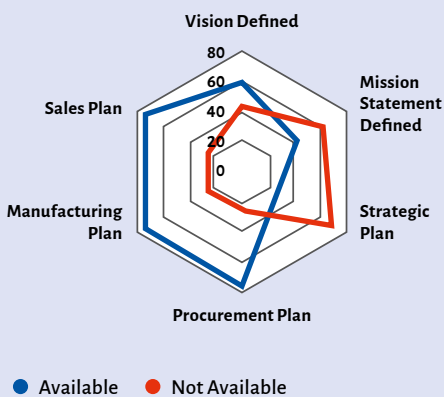 Vision Defined
80
60
40
20
0
Mission
Statement
Defined
Sales Plan
Manufacturing
Plan
Strategic
Plan
Procurement Plan
Available
Not Available